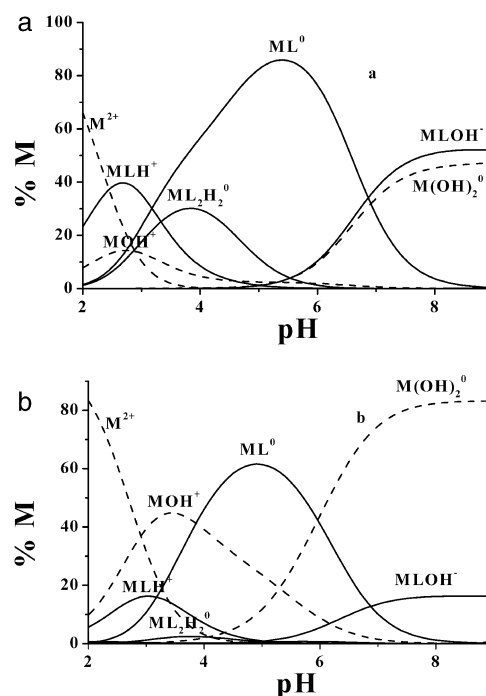 a
100
80
60
40
20
0
% M
M²⁺
MLH⁺
MOH⁺
ML₂H₂⁰
ML⁰
a
MLOH⁻
M(OH)₂⁰
2 4 6 8
pH
b
80
60
40
20
0
% M
M²⁺
MOH⁺
MLH⁺
ML₂H₂⁰
ML⁰
b
M(OH)₂⁰
MLOH⁻
2 4 6 8
pH